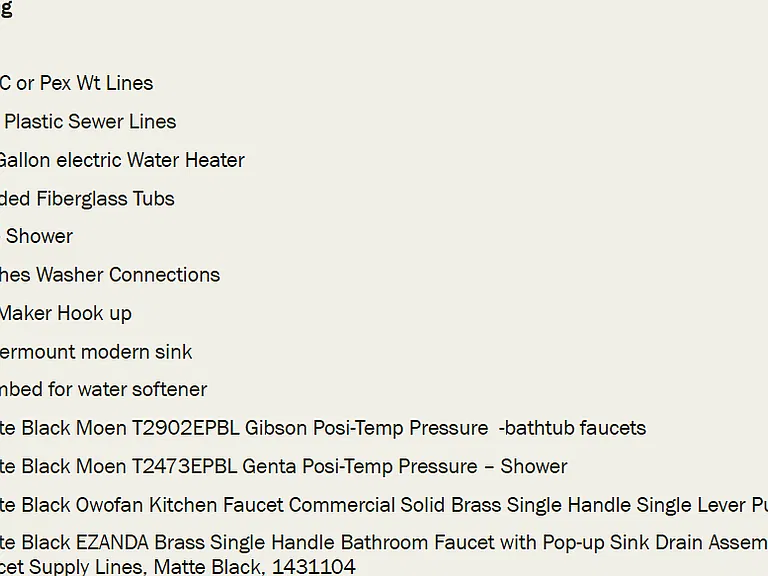 g
C or Pex Wt Lines
Plastic Sewer Lines
Gallon electric Water Heater
ded Fiberglass Tubs
Shower
hes Washer Connections
Maker Hook up
ermount modern sink
mbed for water softener
te Black Moen T2902EPBL Gibson Posi-Temp Pressure -bathtub faucets
te Black Moen T2473EPBL Genta Posi-Temp Pressure – Shower
te Black Owofan Kitchen Faucet Commercial Solid Brass Single Handle Single Lever Pu
te Black EZANDA Brass Single Handle Bathroom Faucet with Pop-up Sink Drain Assem
cet Supply Lines, Matte Black, 1431104